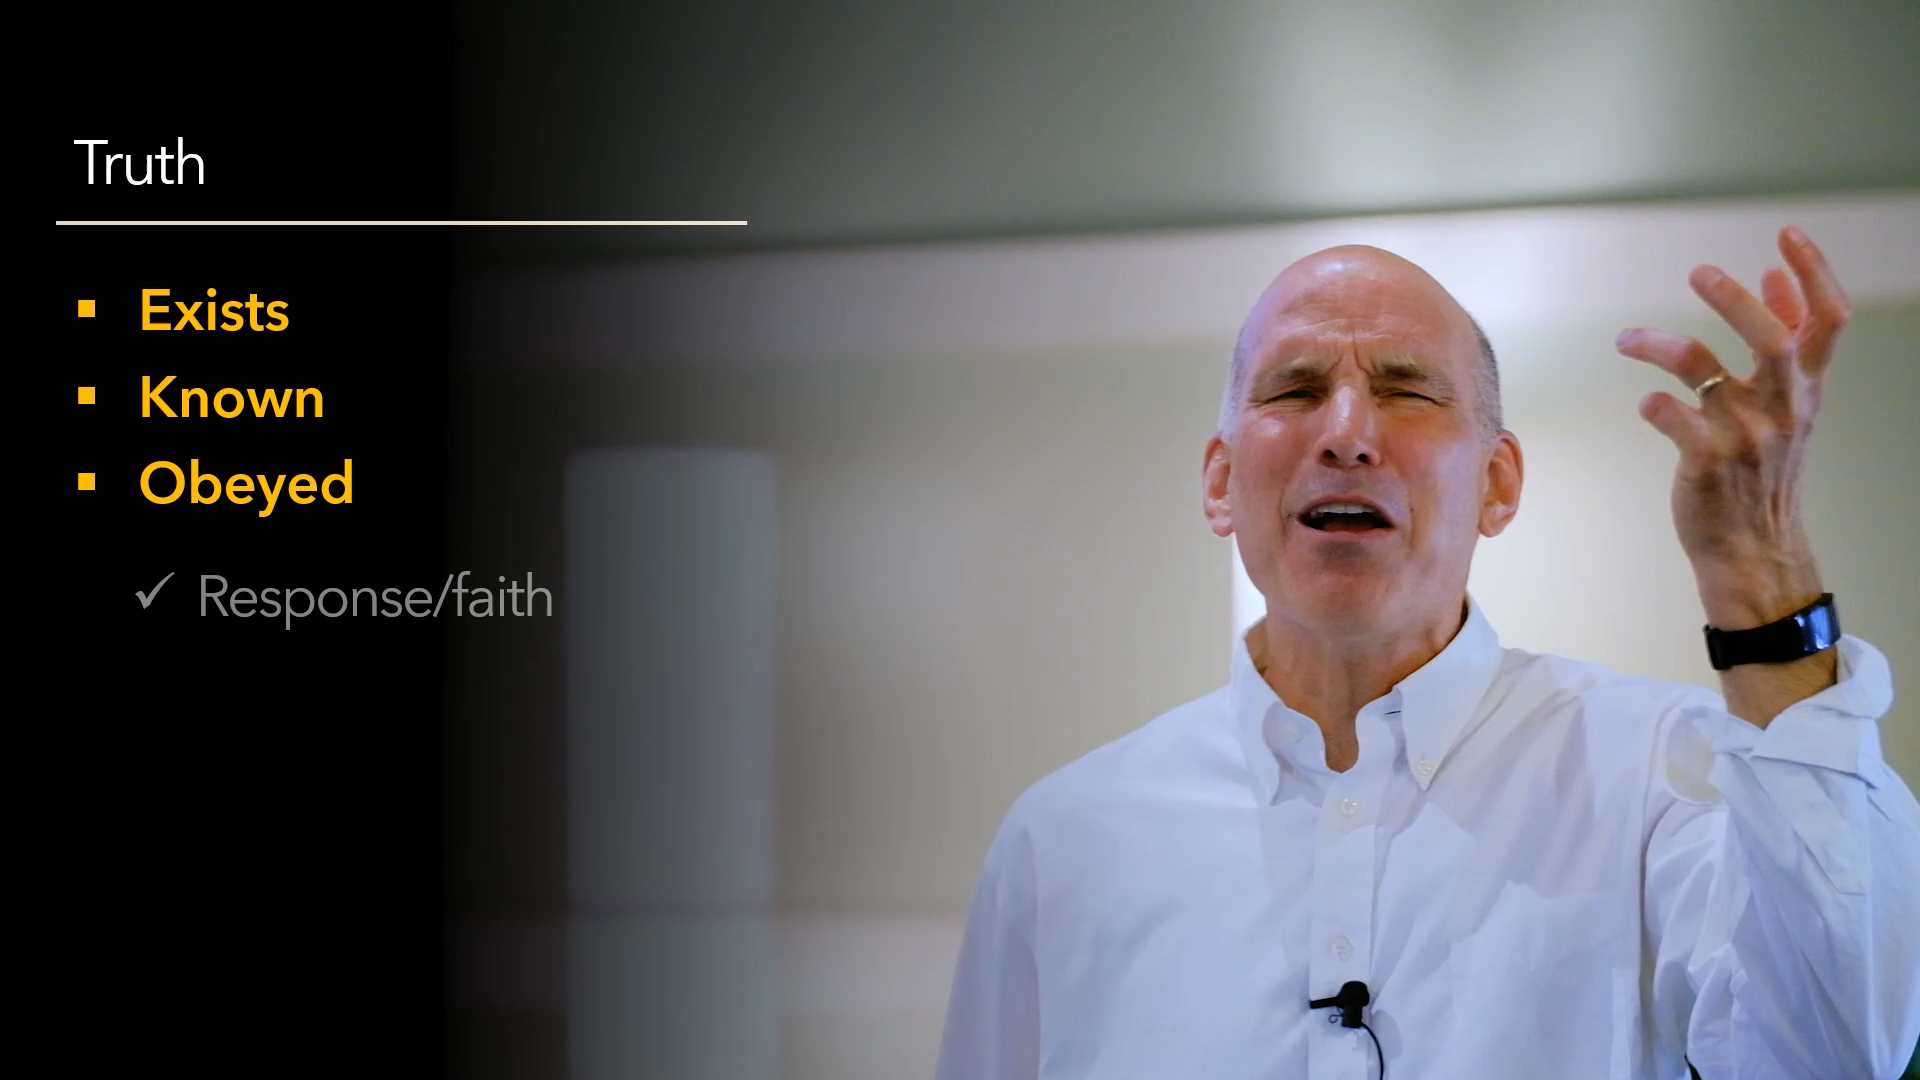 Truth
▪ Exists
▪ Known
▪ Obeyed
✓ Response/faith